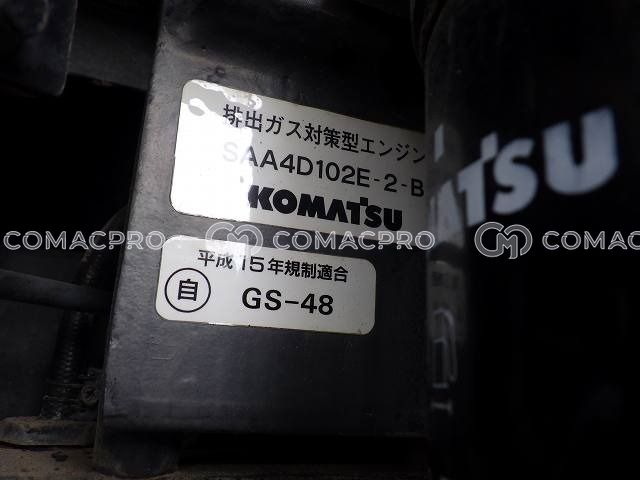 排出ガス対策型エンジン
SAA4D102E-2-B
KOMATSU
ATSU
COMACPRO COMACPRO COMACPRO
平成15年規制適合
自 GS-48